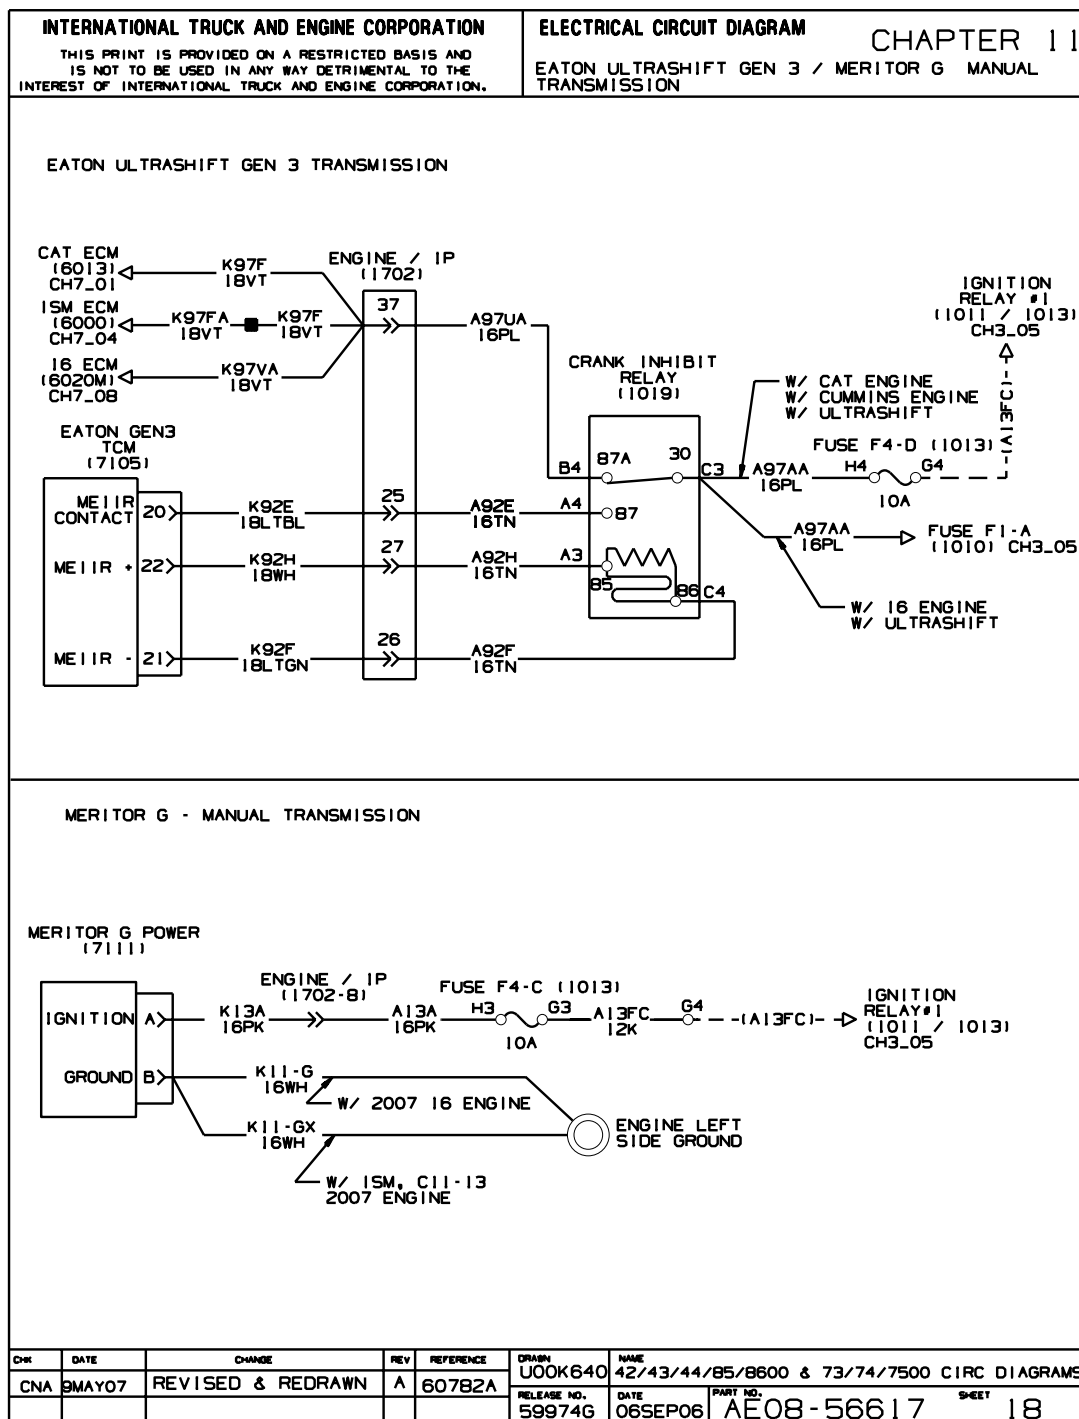 INTERNATIONAL TRUCK AND ENGINE CORPORATION
THIS PRINT IS PROVIDED ON A RESTRICTED BASIS AND
IS NOT TO BE USED IN ANY WAY DETRIMENTAL TO THE
INTEREST OF INTERNATIONAL TRUCK AND ENGINE CORPORATION.
ELECTRICAL CIRCUIT DIAGRAM
CHAPTER 11
EATON ULTRASHIFT GEN 3 / MERITOR G MANUAL
TRANSMISSION
EATON ULTRASHIFT GEN 3 TRANSMISSION
CAT ECM
(6013)
CH7_01
K97F
18VT
ENGINE / IP
(1702)
ISM ECM
(6000)
CH7_04
K97FA
18VT
K97F
18VT
37
A97UA
16PL
I6 ECM
(6020M)
CH7_08
K97VA
18VT
CRANK INHIBIT
RELAY
(1019)
IGNITION
RELAY #1
(1011 / 1013)
CH3_05
W/ CAT ENGINE
W/ CUMMINS ENGINE
W/ ULTRASHIFT
(A13FC)
EATON GEN3
TCM
(7105)
FUSE F4-D (1013)
B4
87A
30
C3
A97AA
16PL
H4
G4
10A
MEIIR
CONTACT
20
K92E
18LTBL
25
A92E
16TN
A4
87
A97AA
16PL
FUSE F1-A
(1010) CH3_05
MEIIR +
22
K92H
18WH
27
A92H
16TN
A3
85
86
C4
W/ I6 ENGINE
W/ ULTRASHIFT
MEIIR -
21
K92F
18LTGN
26
A92F
16TN
MERITOR G - MANUAL TRANSMISSION
MERITOR G POWER
(7111)
IGNITION
A
K13A
16PK
ENGINE / IP
(1702-8)
A13A
16PK
FUSE F4-C (1013)
H3
G3
10A
A13FC
12K
G4
(A13FC)
IGNITION
RELAY#1
(1011 / 1013)
CH3_05
GROUND
B
K11-G
16WH
W/ 2007 I6 ENGINE
K11-GX
16WH
ENGINE LEFT
SIDE GROUND
W/ ISM, C11-13
2007 ENGINE
CHK
DATE
CHANGE
REV
REFERENCE
CNA
9MAY07
REVISED & REDRAWN
A
60782A
DRAWN
U00K640
NAME
42/43/44/85/8600 & 73/74/7500 CIRC DIAGRAMS
RELEASE NO.
59974G
DATE
06SEP06
PART NO.
AE08-56617
SHEET
18